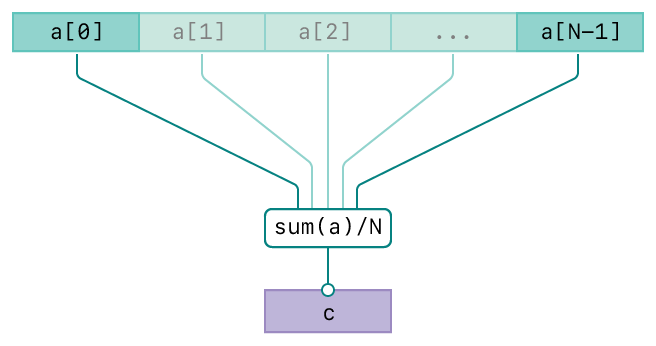 a[0] a[1] a[2] ... a[N–1]
sum(a)/N
c